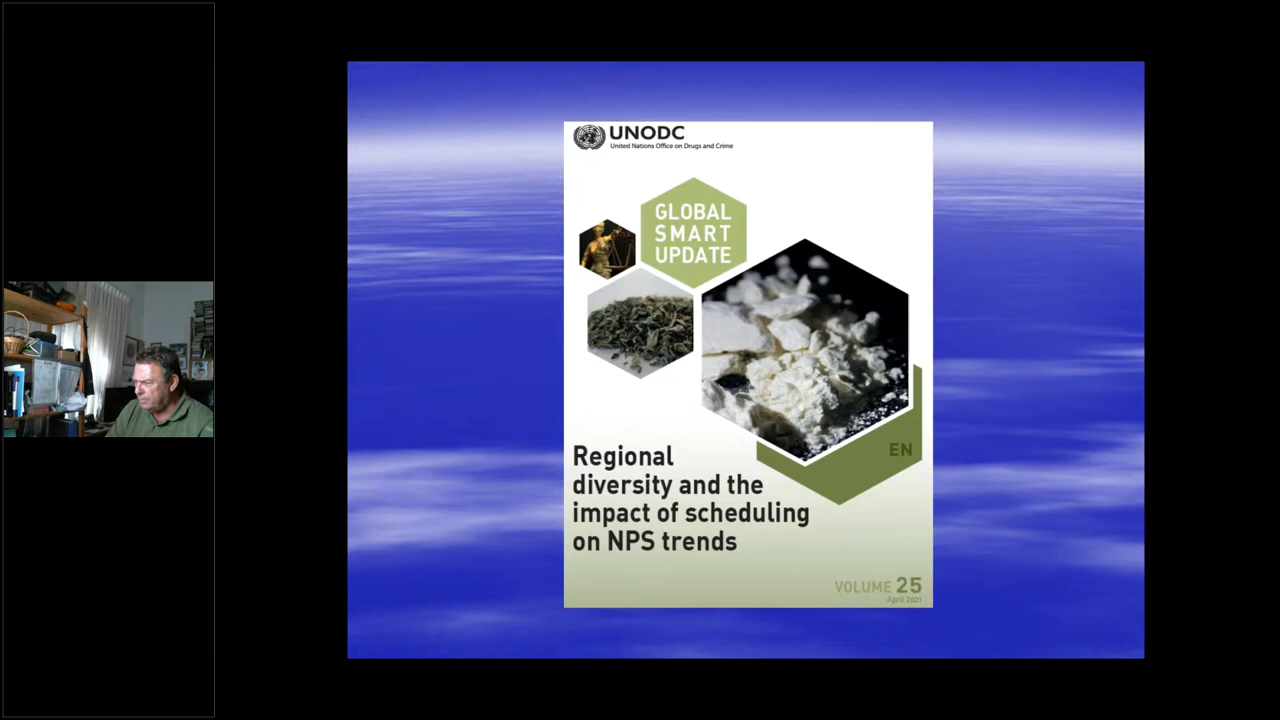 UNODC
United Nations Office on Drugs and Crime
GLOBAL
SMART
UPDATE
EN
Regional
diversity and the
impact of scheduling
on NPS trends
VOLUME 25
April 2021